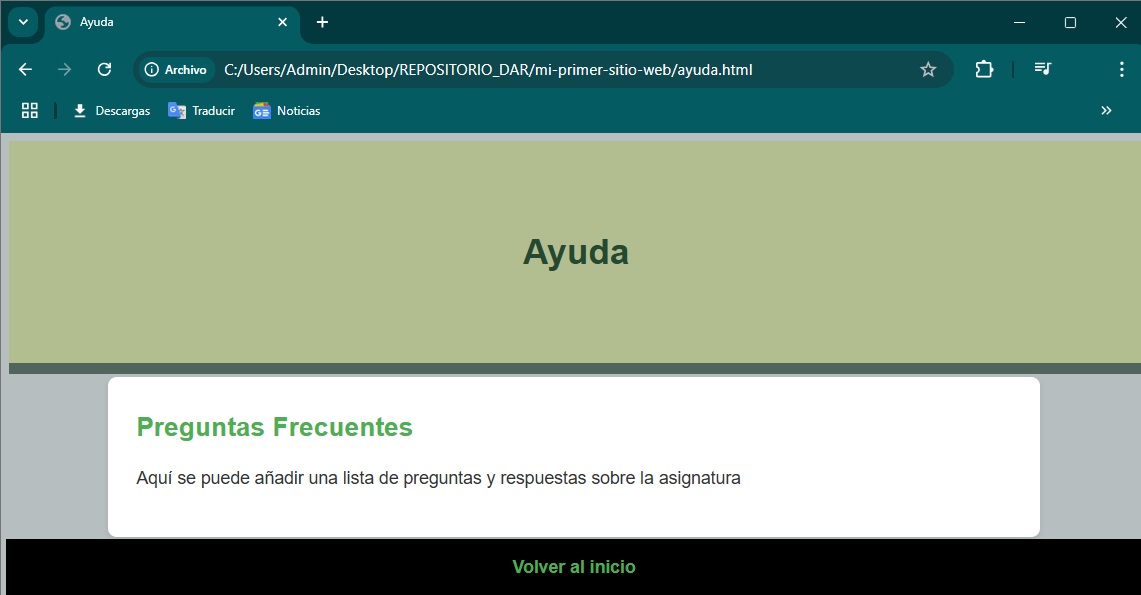 Ayuda
Archivo C:/Users/Admin/Desktop/REPOSITORIO_DAR/mi-primer-sitio-web/ayuda.html
Descargas Traducir Noticias
Ayuda
Preguntas Frecuentes
Aquí se puede añadir una lista de preguntas y respuestas sobre la asignatura
Volver al inicio